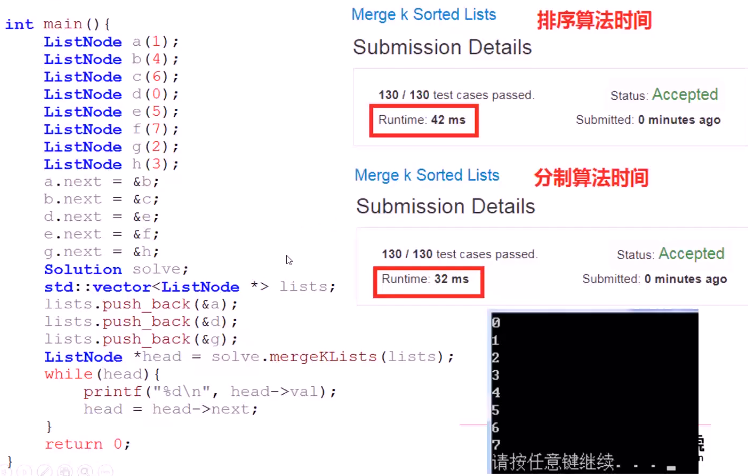 int main(){
ListNode a(1);
ListNode b(4);
ListNode c(6);
ListNode d(0);
ListNode e(5);
ListNode f(7);
ListNode g(2);
ListNode h(3);
a.next = &b;
b.next = &c;
d.next = &e;
e.next = &f;
g.next = &h;
Solution solve;
std::vector<ListNode *> lists;
lists.push_back(&a);
lists.push_back(&d);
lists.push_back(&g);
ListNode *head = solve.mergeKLists(lists);
while(head){
printf("%d\n", head->val);
head = head->next;
}
return 0;
}
Merge k Sorted Lists 排序算法时间
Submission Details
130 / 130 test cases passed. Status: Accepted
Runtime: 42 ms Submitted: 0 minutes ago
Merge k Sorted Lists 分制算法时间
Submission Details
130 / 130 test cases passed. Status: Accepted
Runtime: 32 ms Submitted: 0 minutes ago
0
1
2
3
4
5
6
7
请按任意键继续. . .